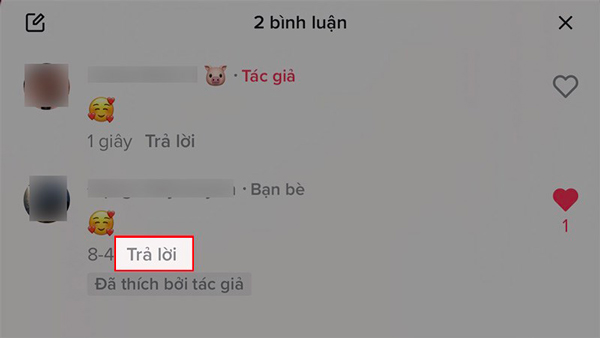 2 bình luận
· Tác giả
1 giây Trả lời
· Bạn bè
1
8-4 Trả lời
Đã thích bởi tác giả